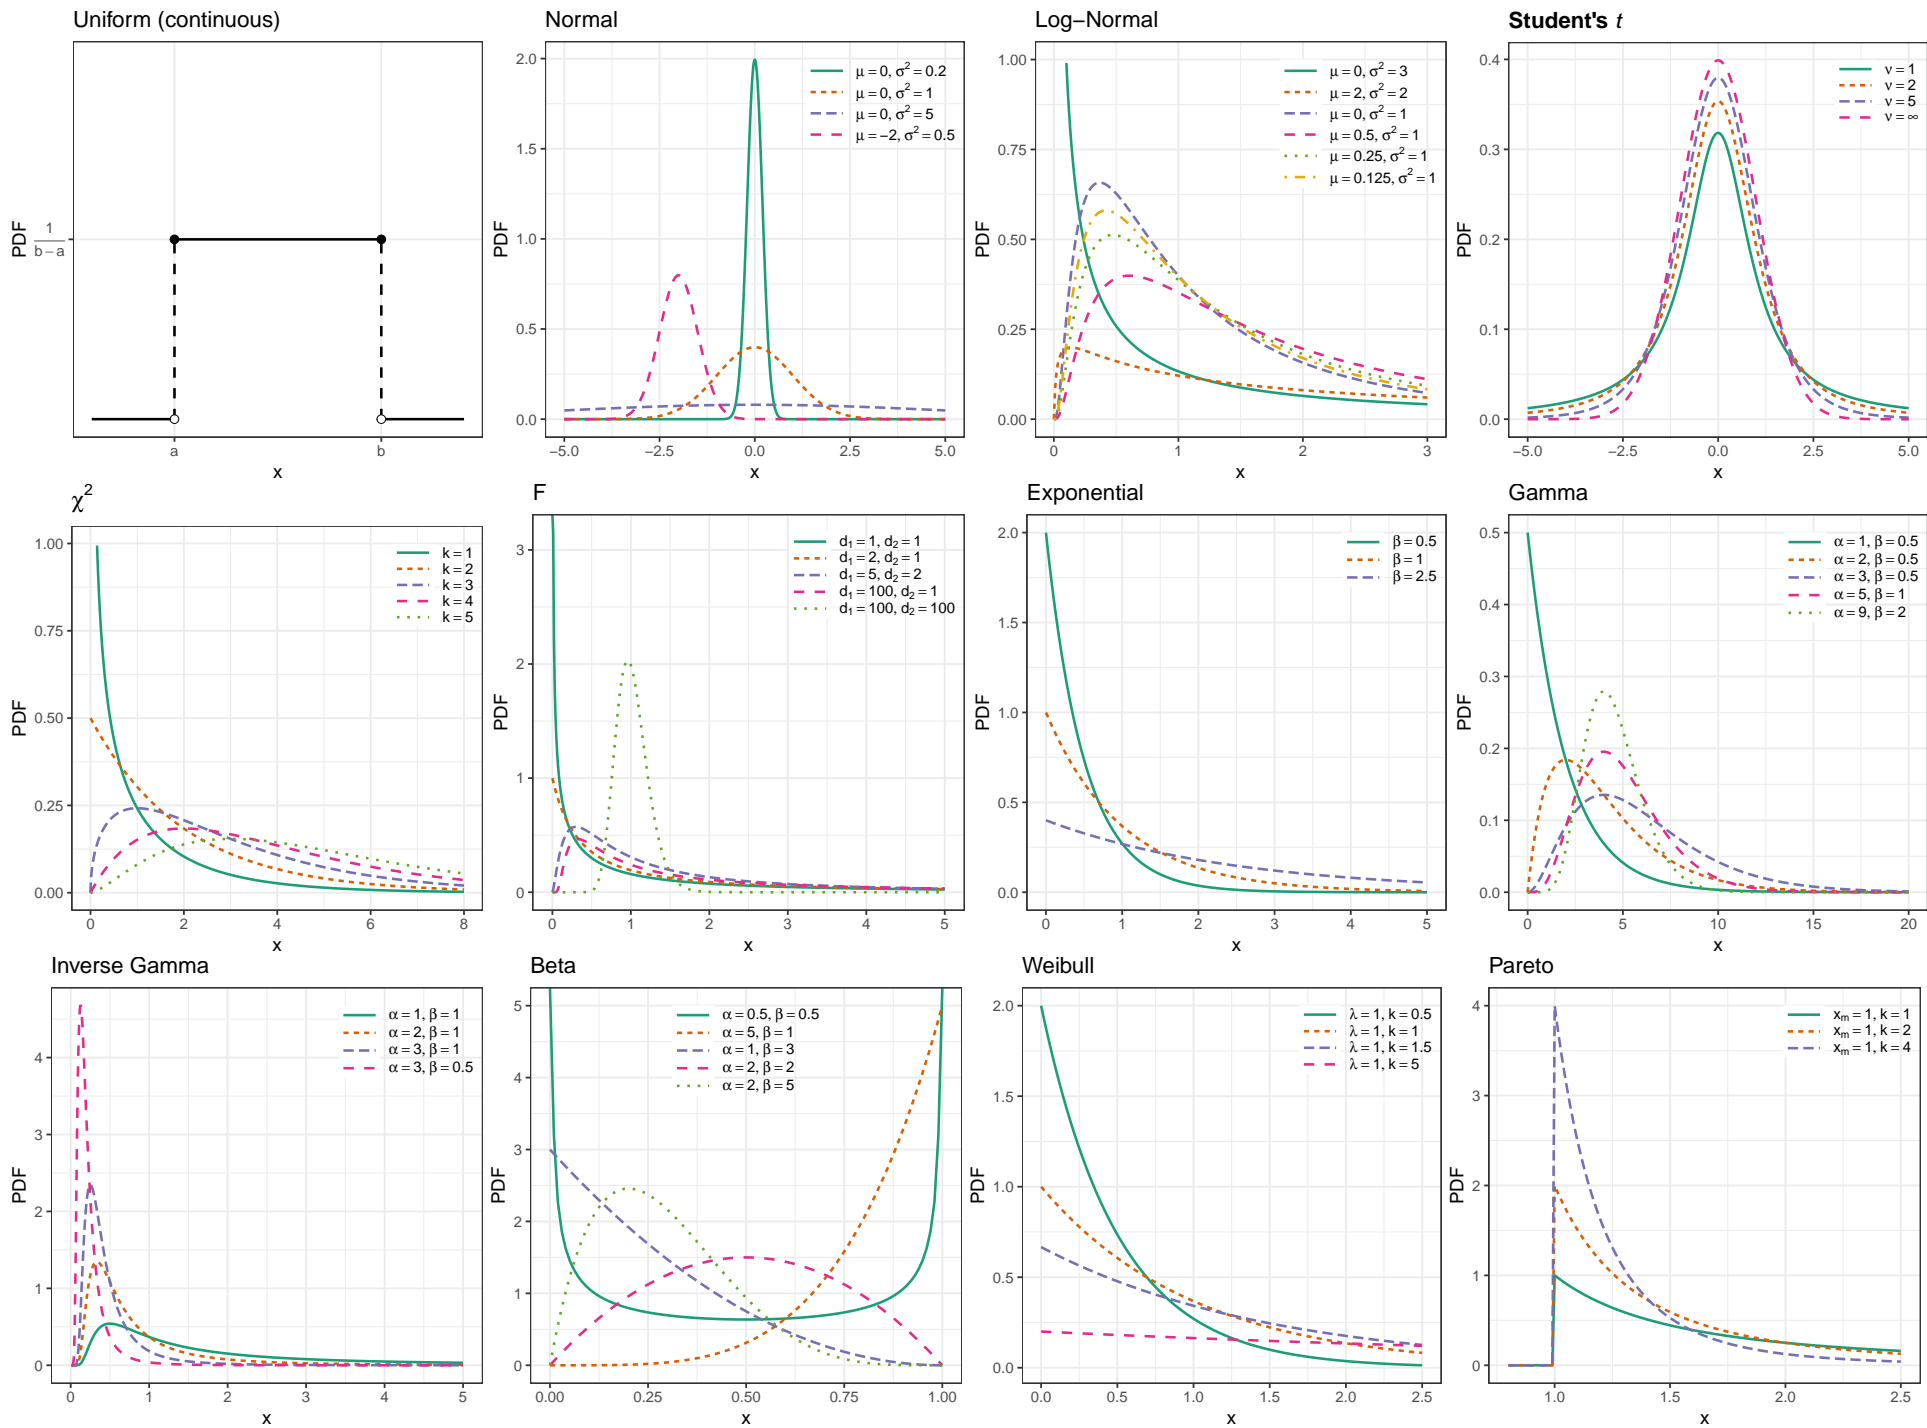 Uniform (continuous)
PDF
1
b − a
a
b
x
Normal
PDF
2.0
1.5
1.0
0.5
0.0
μ = 0, σ² = 0.2
μ = 0, σ² = 1
μ = 0, σ² = 5
μ = −2, σ² = 0.5
−5.0
−2.5
0.0
2.5
5.0
x
Log−Normal
PDF
1.00
0.75
0.50
0.25
0.00
μ = 0, σ² = 3
μ = 2, σ² = 2
μ = 0, σ² = 1
μ = 0.5, σ² = 1
μ = 0.25, σ² = 1
μ = 0.125, σ² = 1
0
1
2
3
x
Student's t
PDF
0.4
0.3
0.2
0.1
0.0
ν = 1
ν = 2
ν = 5
ν = ∞
−5.0
−2.5
0.0
2.5
5.0
x
χ²
PDF
1.00
0.75
0.50
0.25
0.00
k = 1
k = 2
k = 3
k = 4
k = 5
0
2
4
6
8
x
F
PDF
3
2
1
0
d₁ = 1, d₂ = 1
d₁ = 2, d₂ = 1
d₁ = 5, d₂ = 2
d₁ = 100, d₂ = 1
d₁ = 100, d₂ = 100
0
1
2
3
4
5
x
Exponential
PDF
2.0
1.5
1.0
0.5
0.0
β = 0.5
β = 1
β = 2.5
0
1
2
3
4
5
x
Gamma
PDF
0.5
0.4
0.3
0.2
0.1
0.0
α = 1, β = 0.5
α = 2, β = 0.5
α = 3, β = 0.5
α = 5, β = 1
α = 9, β = 2
0
5
10
15
20
x
Inverse Gamma
PDF
4
3
2
1
0
α = 1, β = 1
α = 2, β = 1
α = 3, β = 1
α = 3, β = 0.5
0
1
2
3
4
5
x
Beta
PDF
5
4
3
2
1
0
α = 0.5, β = 0.5
α = 5, β = 1
α = 1, β = 3
α = 2, β = 2
α = 2, β = 5
0.00
0.25
0.50
0.75
1.00
x
Weibull
PDF
2.0
1.5
1.0
0.5
0.0
λ = 1, k = 0.5
λ = 1, k = 1
λ = 1, k = 1.5
λ = 1, k = 5
0.0
0.5
1.0
1.5
2.0
2.5
x
Pareto
PDF
4
3
2
1
0
xₘ = 1, k = 1
xₘ = 1, k = 2
xₘ = 1, k = 4
1.0
1.5
2.0
2.5
x